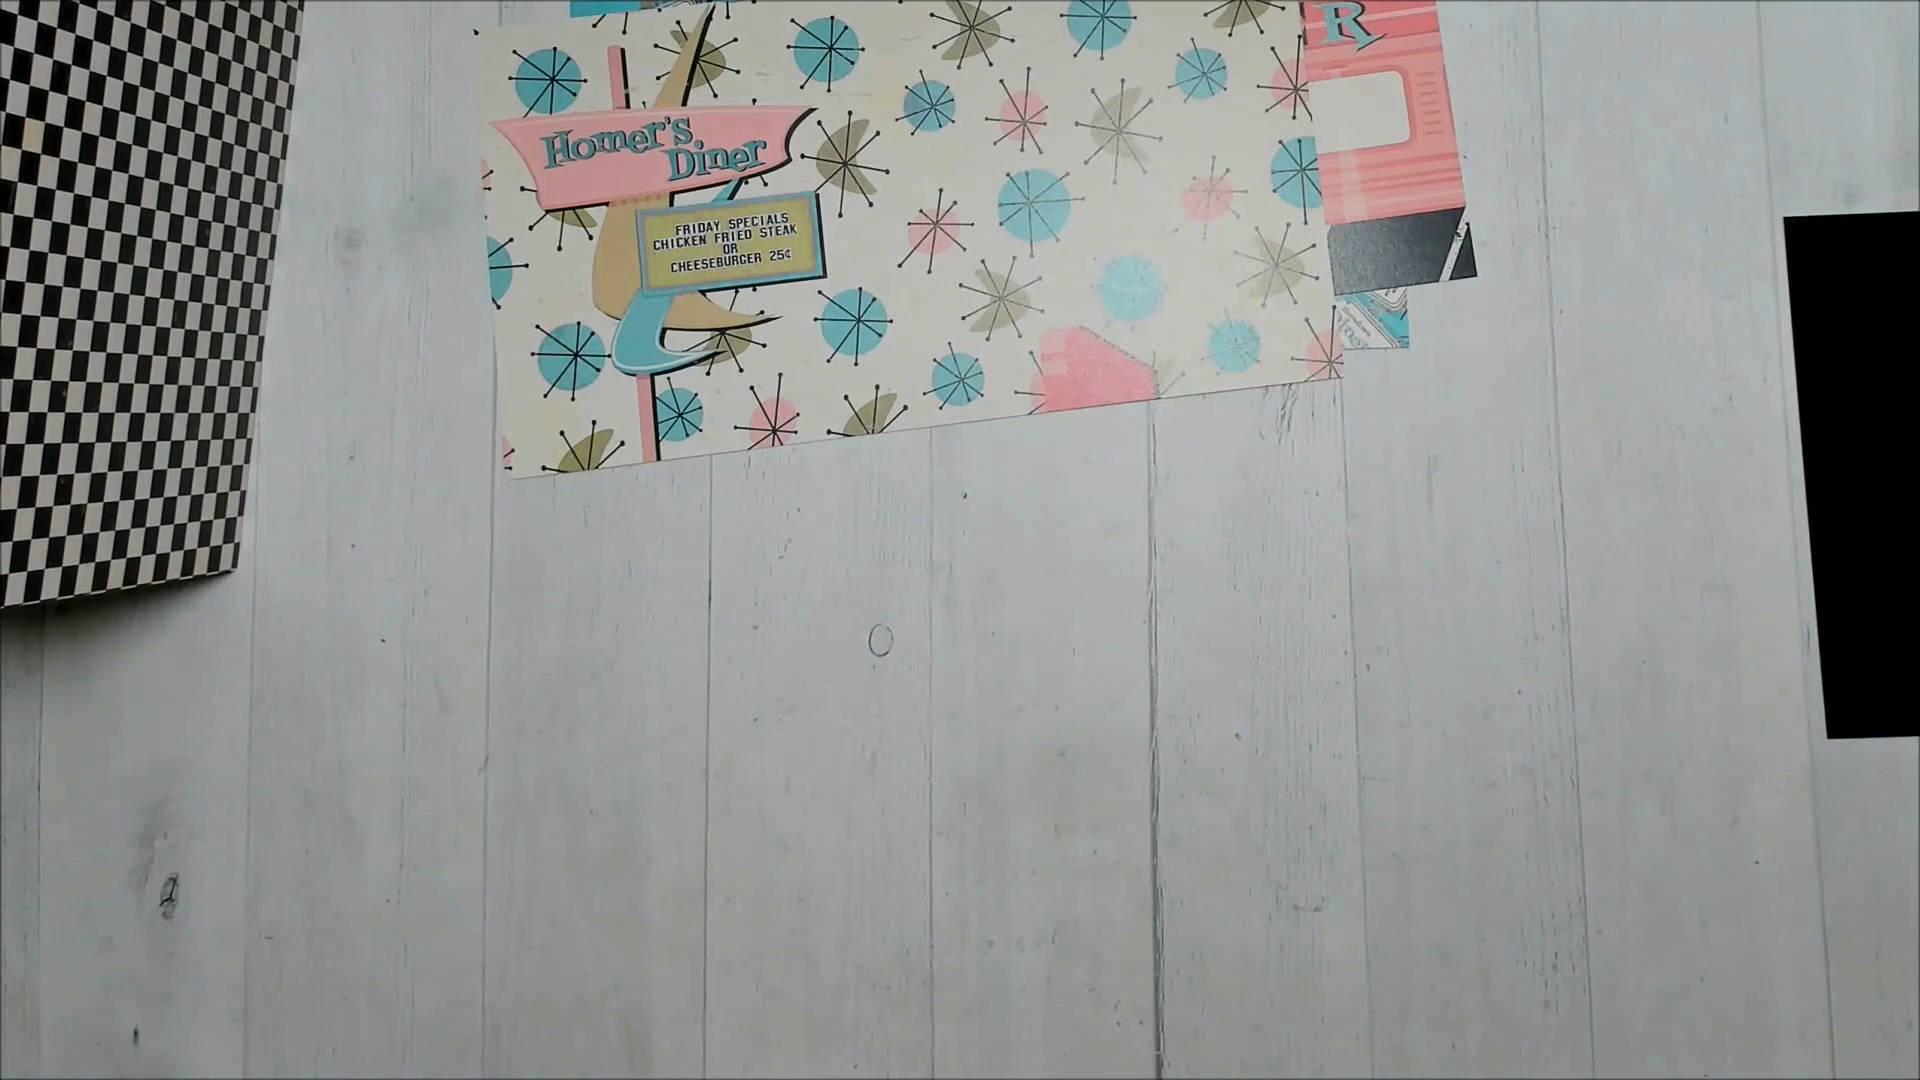 Homer's
Diner
FRIDAY SPECIALS
CHICKEN FRIED STEAK
OR
CHEESEBURGER 25¢
R